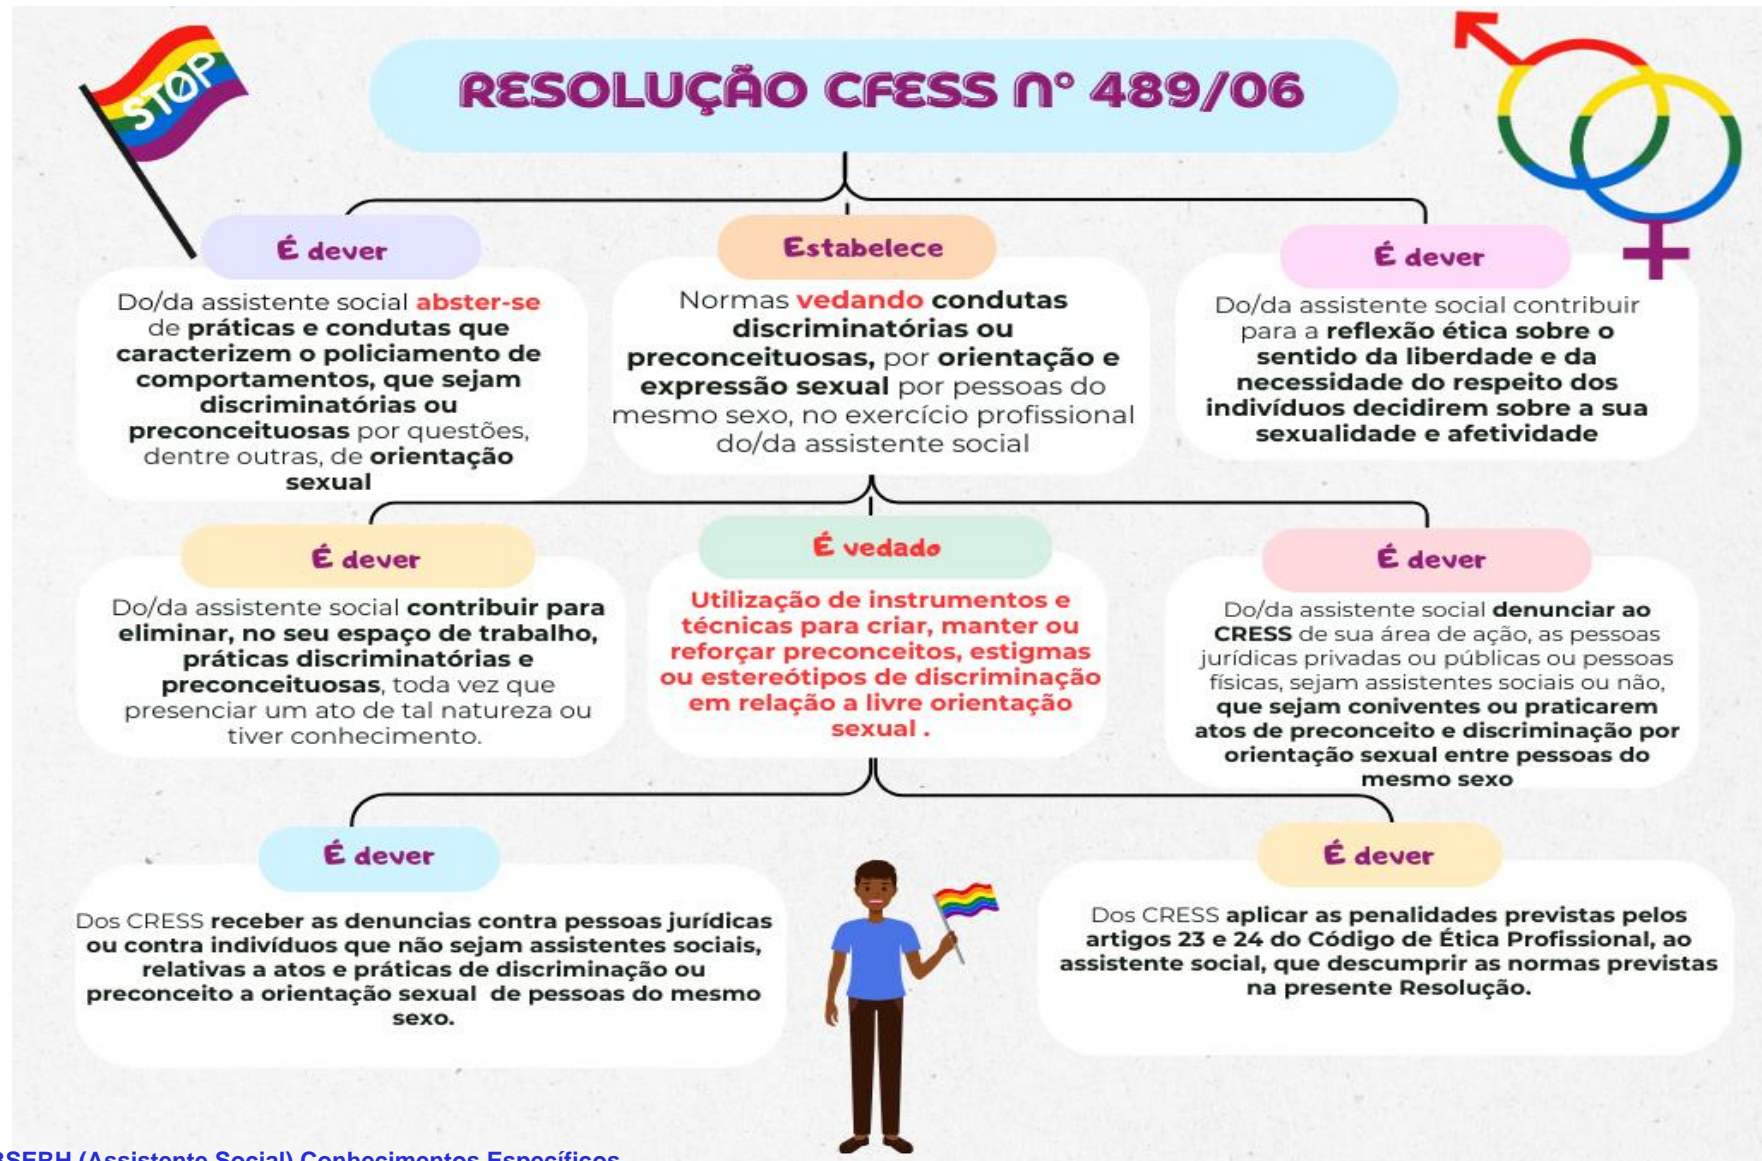 STOP
RESOLUÇÃO CFESS Nº 489/06
É dever
Do/da assistente social abster-se
de práticas e condutas que
caracterizem o policiamento de
comportamentos, que sejam
discriminatórias ou
preconceituosas por questões,
dentre outras, de orientação
sexual
Estabelece
Normas vedando condutas
discriminatórias ou
preconceituosas, por orientação e
expressão sexual por pessoas do
mesmo sexo, no exercício profissional
do/da assistente social
É dever
Do/da assistente social contribuir
para a reflexão ética sobre o
sentido da liberdade e da
necessidade do respeito dos
indivíduos decidirem sobre a sua
sexualidade e afetividade
É dever
Do/da assistente social contribuir para
eliminar, no seu espaço de trabalho,
práticas discriminatórias e
preconceituosas, toda vez que
presenciar um ato de tal natureza ou
tiver conhecimento.
É vedado
Utilização de instrumentos e
técnicas para criar, manter ou
reforçar preconceitos, estigmas
ou estereótipos de discriminação
em relação a livre orientação
sexual .
É dever
Do/da assistente social denunciar ao
CRESS de sua área de ação, as pessoas
jurídicas privadas ou públicas ou pessoas
físicas, sejam assistentes sociais ou não,
que sejam coniventes ou praticarem
atos de preconceito e discriminação por
orientação sexual entre pessoas do
mesmo sexo
É dever
Dos CRESS receber as denuncias contra pessoas jurídicas
ou contra indivíduos que não sejam assistentes sociais,
relativas a atos e práticas de discriminação ou
preconceito a orientação sexual de pessoas do mesmo
sexo.
É dever
Dos CRESS aplicar as penalidades previstas pelos
artigos 23 e 24 do Código de Ética Profissional, ao
assistente social, que descumprir as normas previstas
na presente Resolução.
(Assistente Social) Conhecimentos Específicos